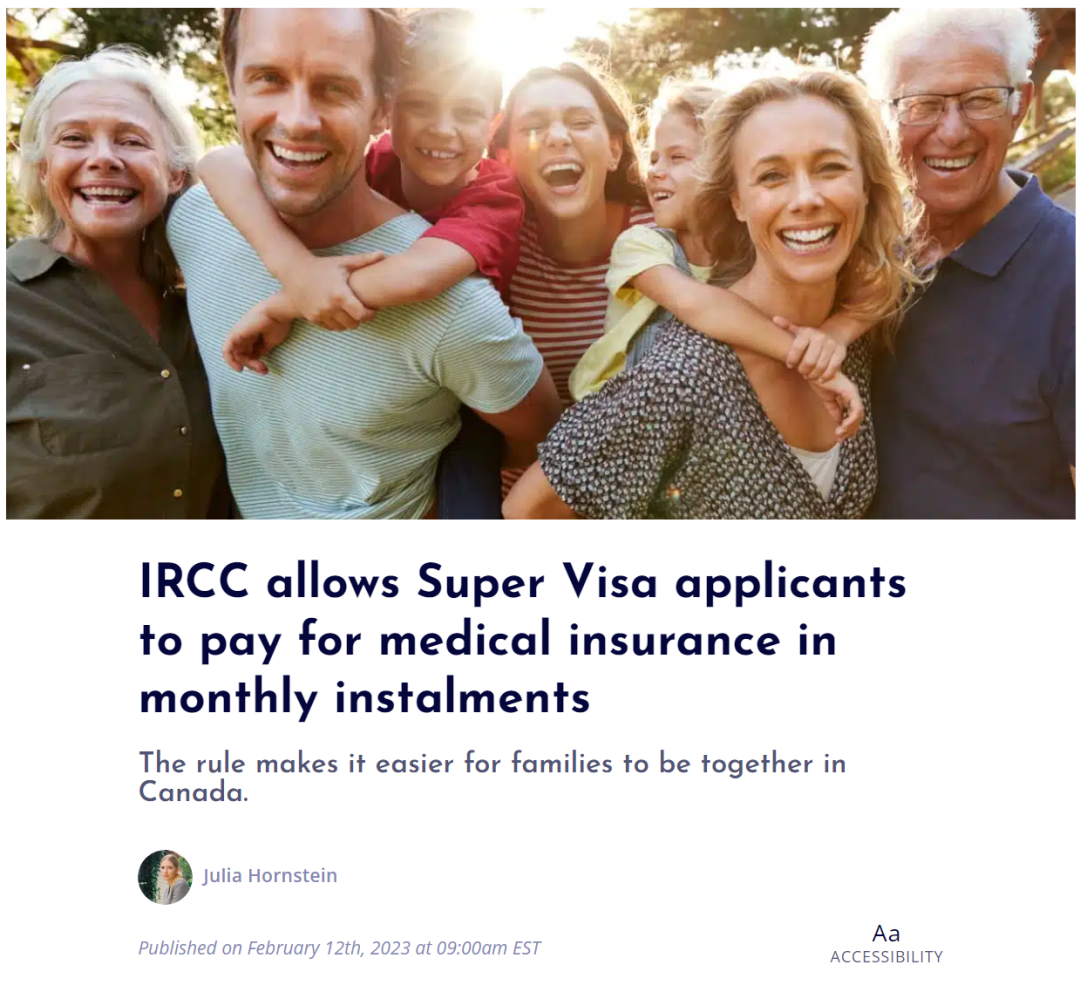 IRCC allows Super Visa applicants
to pay for medical insurance in
monthly instalments
The rule makes it easier for families to be together in
Canada.
Julia Hornstein
Published on February 12th, 2023 at 09:00am EST
Aa
ACCESSIBILITY